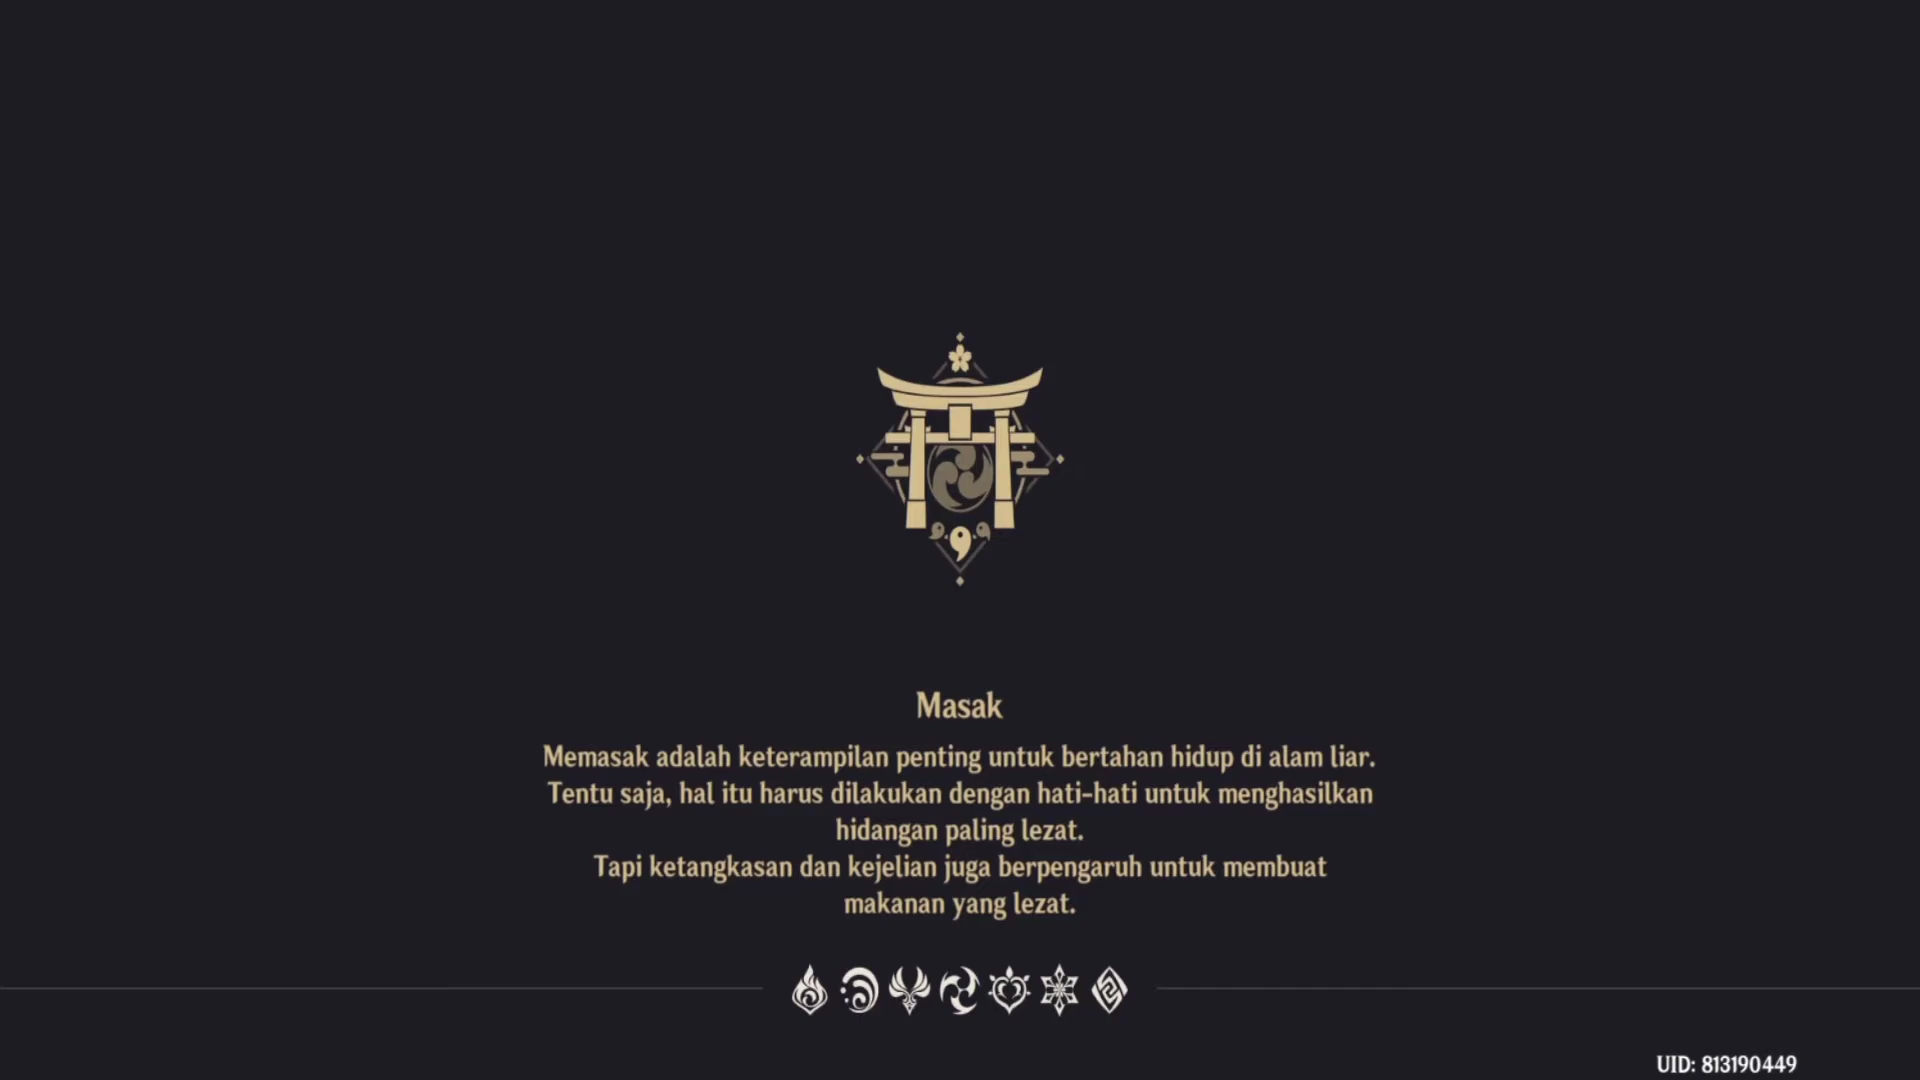 Masak
Memasak adalah keterampilan penting untuk bertahan hidup di alam liar.
Tentu saja, hal itu harus dilakukan dengan hati-hati untuk menghasilkan
hidangan paling lezat.
Tapi ketangkasan dan kejelian juga berpengaruh untuk membuat
makanan yang lezat.
UID: 813190449